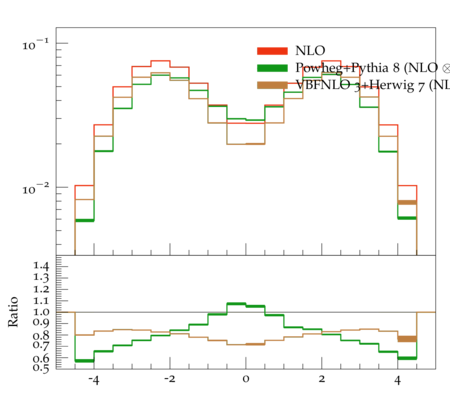 10⁻¹
NLO
Powheg+Pythia 8 (NLO ⊗
VBFNLO 3+Herwig 7 (NL
10⁻²
Ratio
1.4
1.3
1.2
1.1
1.0
0.9
0.8
0.7
0.6
0.5
-4 -2 0 2 4